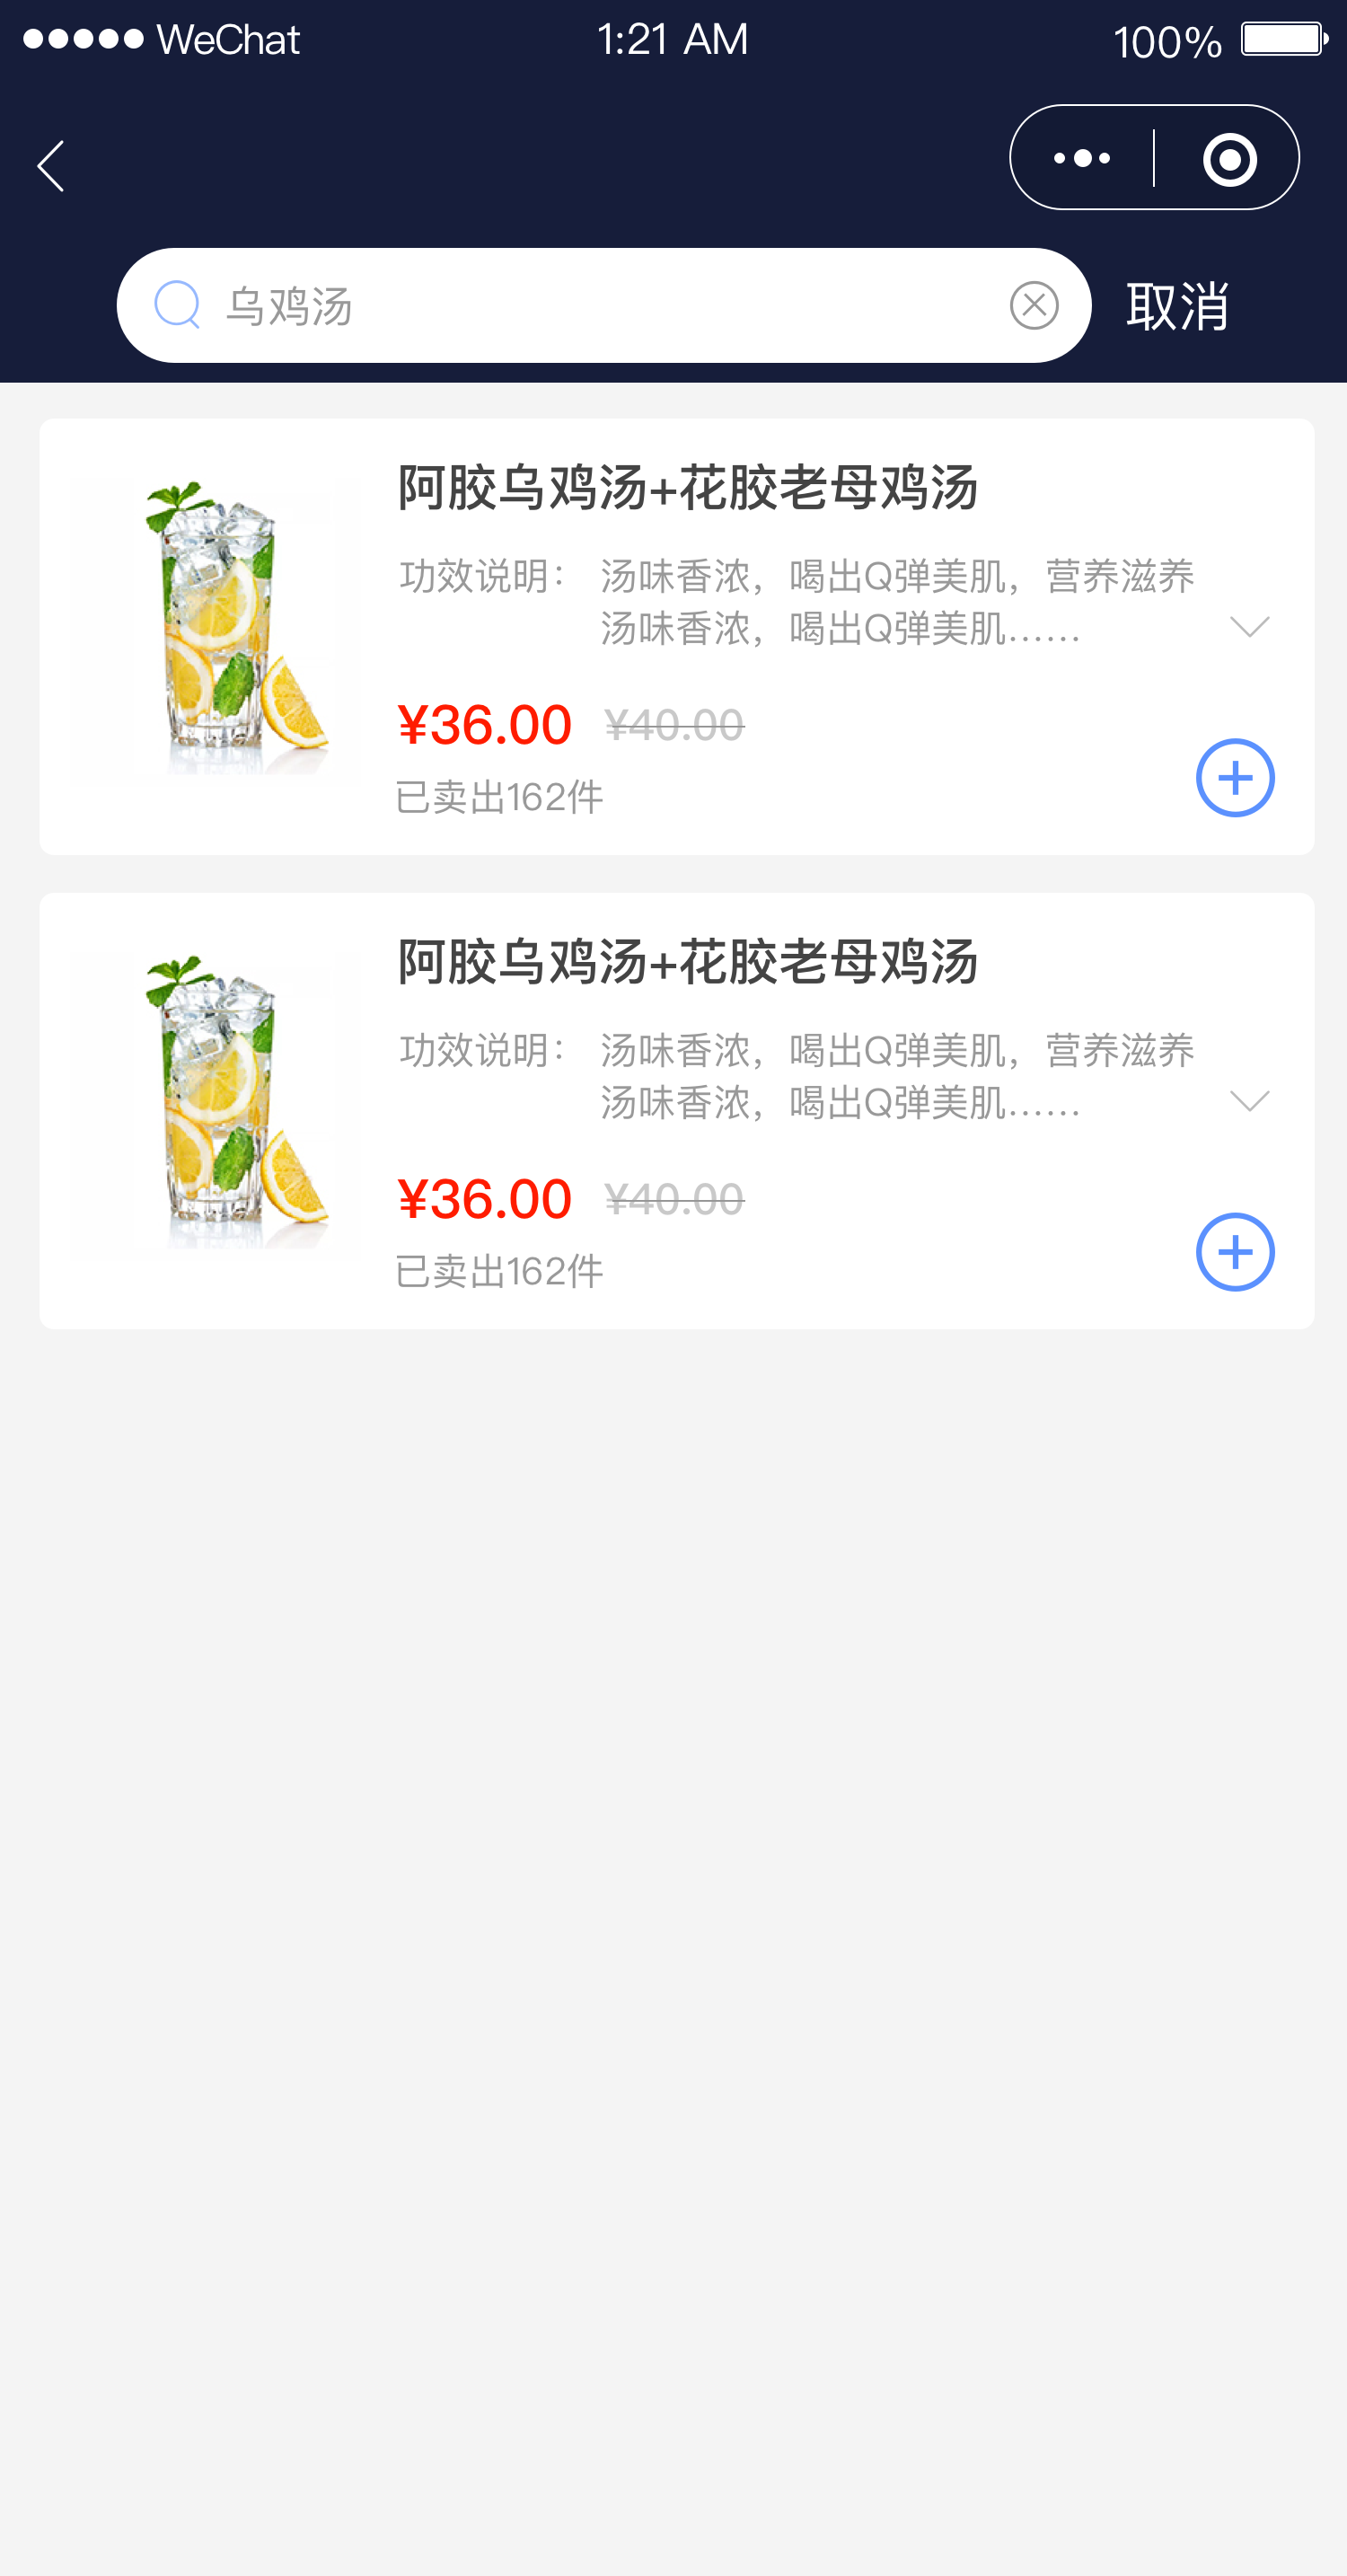 WeChat
1:21 AM
100%
乌鸡汤
取消
阿胶乌鸡汤+花胶老母鸡汤
功效说明： 汤味香浓，喝出Q弹美肌，营养滋养
汤味香浓，喝出Q弹美肌……
¥36.00 ¥40.00
已卖出162件
阿胶乌鸡汤+花胶老母鸡汤
功效说明： 汤味香浓，喝出Q弹美肌，营养滋养
汤味香浓，喝出Q弹美肌……
¥36.00 ¥40.00
已卖出162件